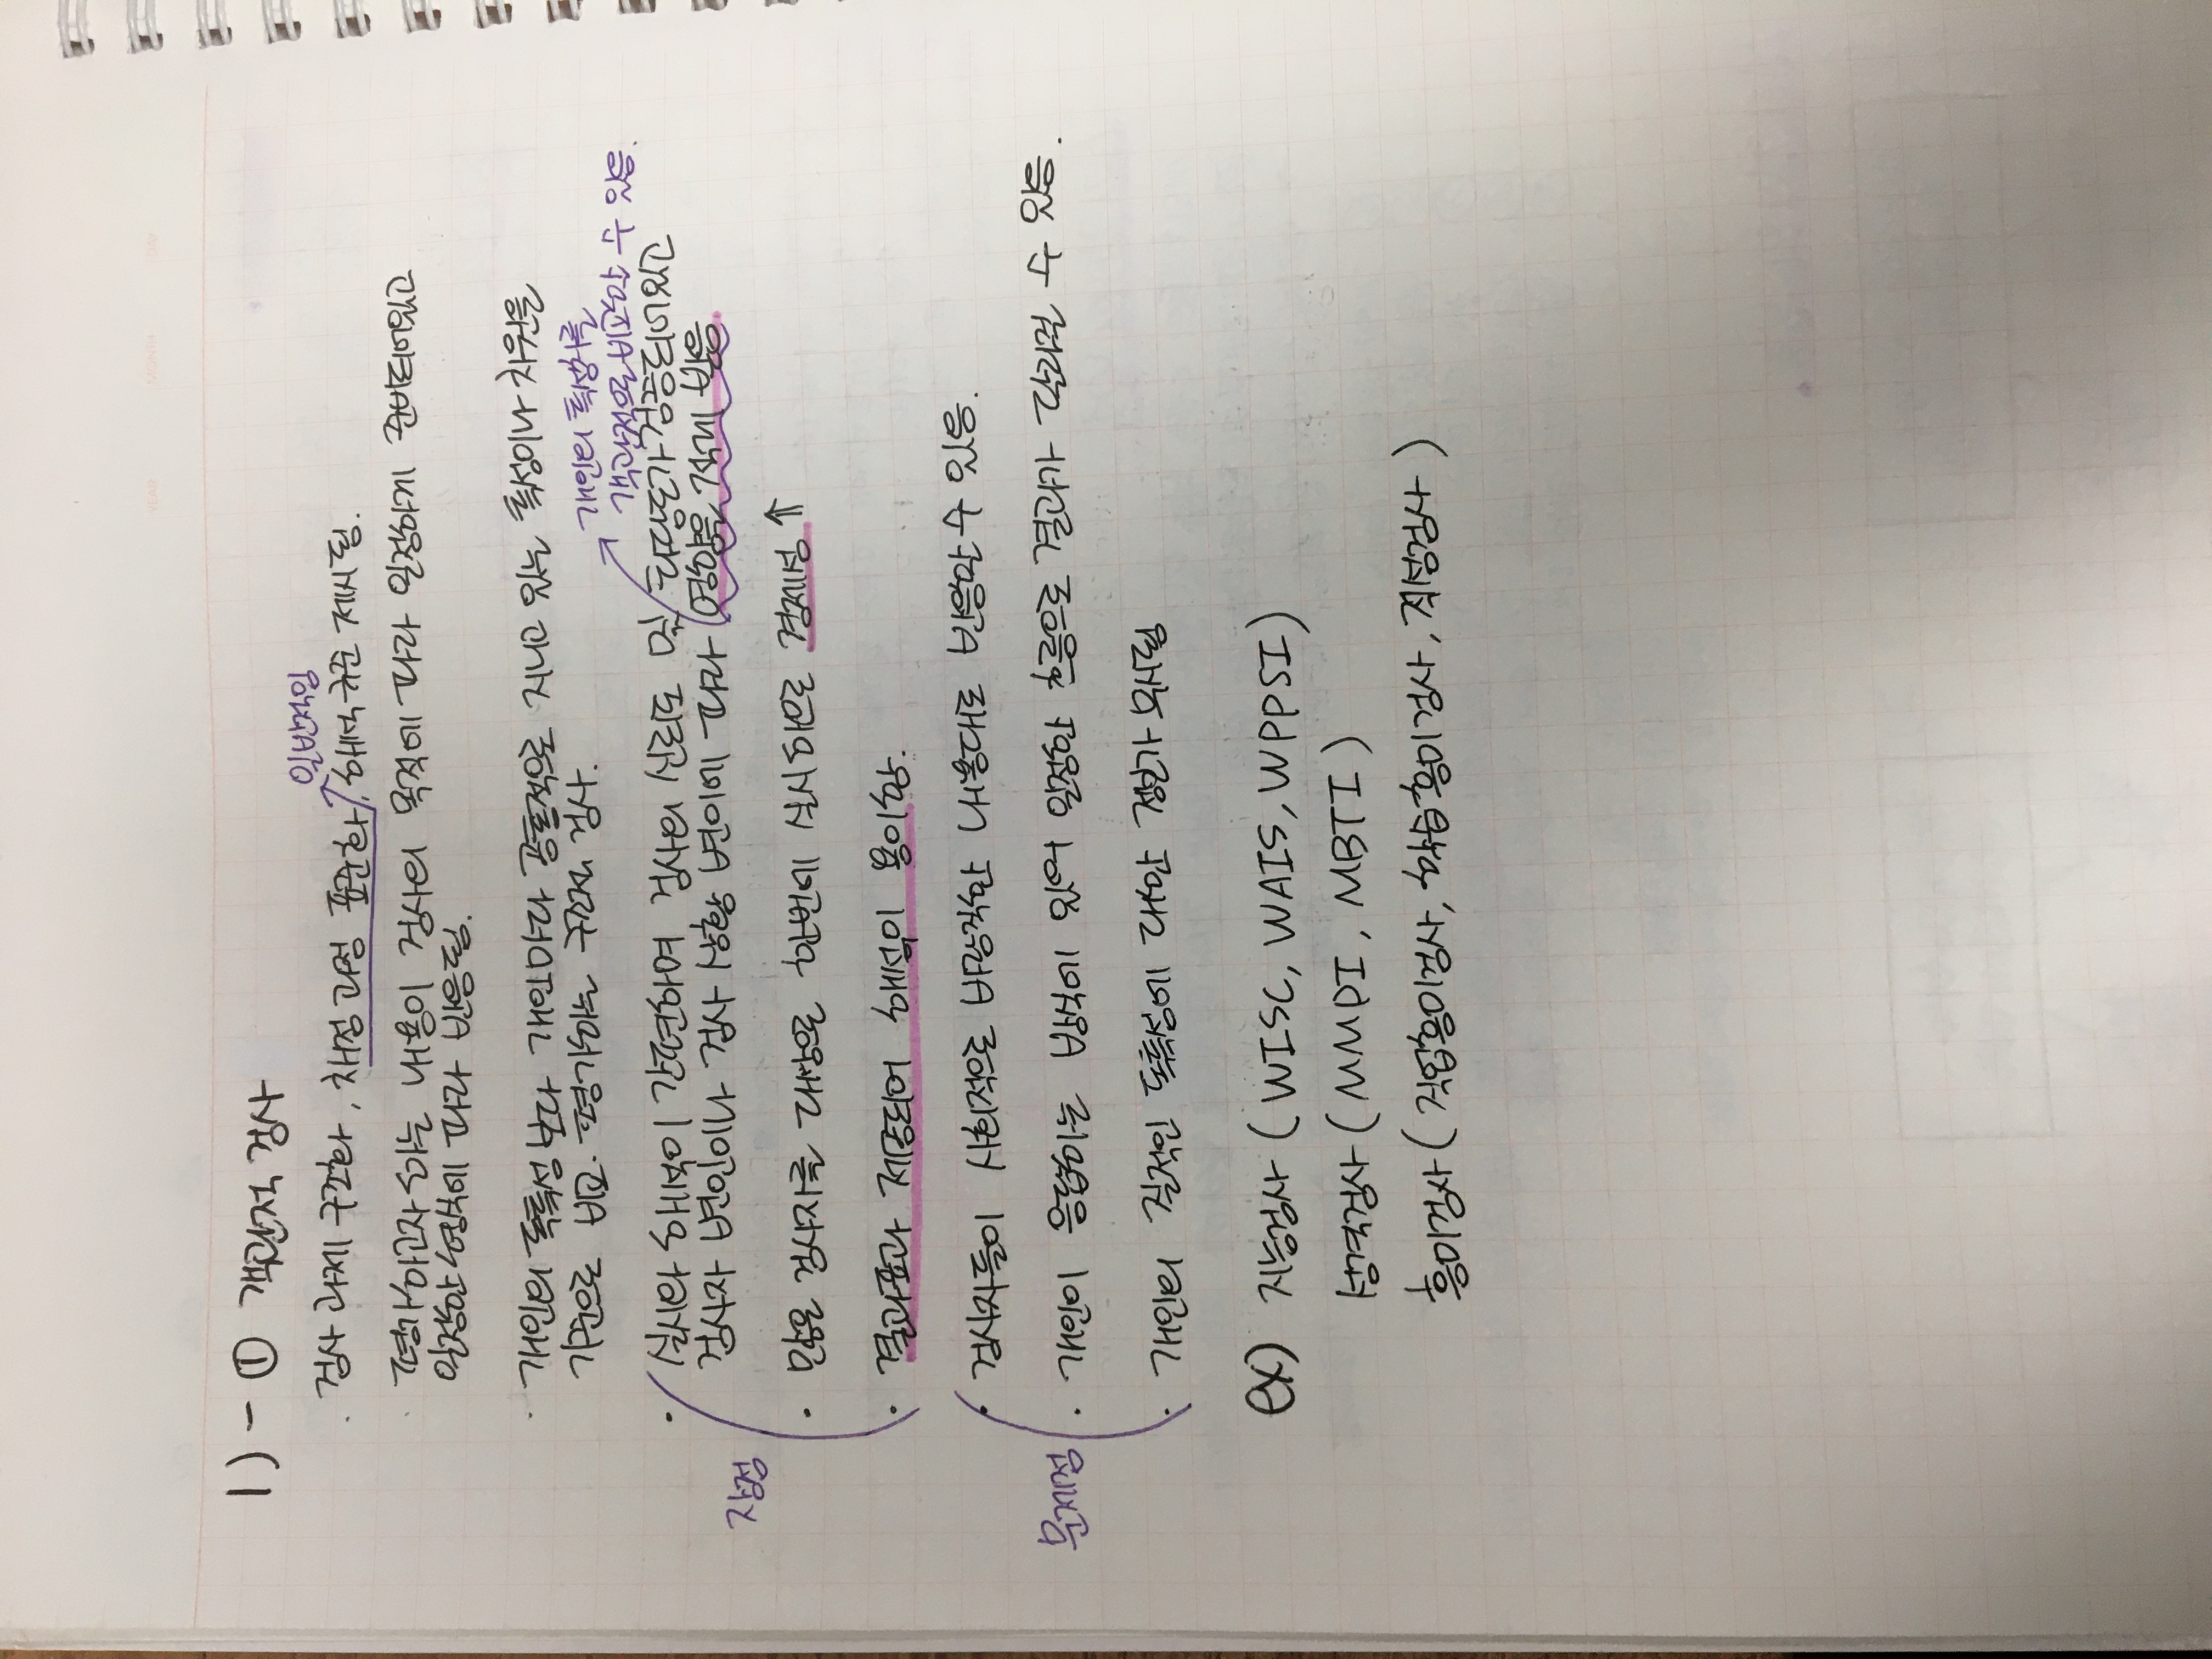 YEAR MONTH DAY
1) - ① 객관적 검사
일반적임
· 검사 과제 구조화, 채점 과정 표준화, 해석 규준 제시됨.
· 평가하고자 하는 내용이 검사의 목적에 따라 일정하게 준비되어있고
일정한 형식에 따라 반응됨.
· 개인의 독특성보다 개인마다 공통적으로 지니고 있는 특성이나 차원을
기준으로 비교·평가하는 구조적 검사.
개인의 특성차를
객관적으로 비교할 수 있음.
· 실시와 해석이 간편하며 검사의 신뢰도 및 타당도가 검증되어있고
검사자 변인이나 검사 상황 변이에 따라 영향을 적게 받음
장점
· 많은 검사자를 대상으로 한번에 실시하므로 경제성↑
· 결과표과 제공되어 해석이 용이함.
· 검사자들이 사회적으로 바람직한 내용대로 반응할 수 있음.
문제점
· 개인이 응답하는 방식에 있어 일정한 흐름으로 결과가 달라질 수 있음.
· 개인의 질적인 독특성에 대한 정보가 무시됨
ex) 지능검사 (WISC, WAIS, WPPSI)
성격검사 (MMPI, MBTI)
흥미검사 (직업흥미검사, 학습흥미검사, 적성검사)